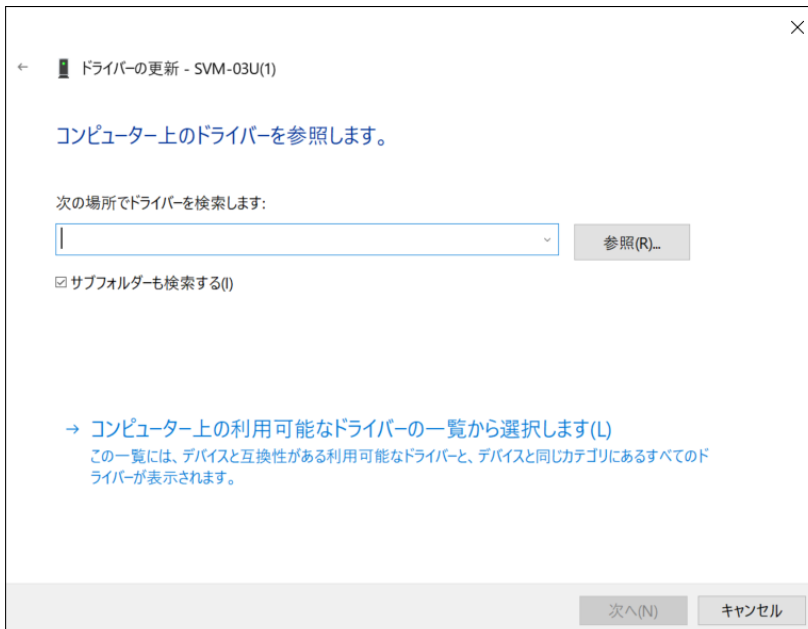 ドライバーの更新 - SVM-03U(1)
コンピューター上のドライバーを参照します。
次の場所でドライバーを検索します:
参照(R)...
サブフォルダーも検索する(I)
コンピューター上の利用可能なドライバーの一覧から選択します(L)
この一覧には、デバイスと互換性がある利用可能なドライバーと、デバイスと同じカテゴリにあるすべてのド
ライバーが表示されます。
次へ(N)
キャンセル